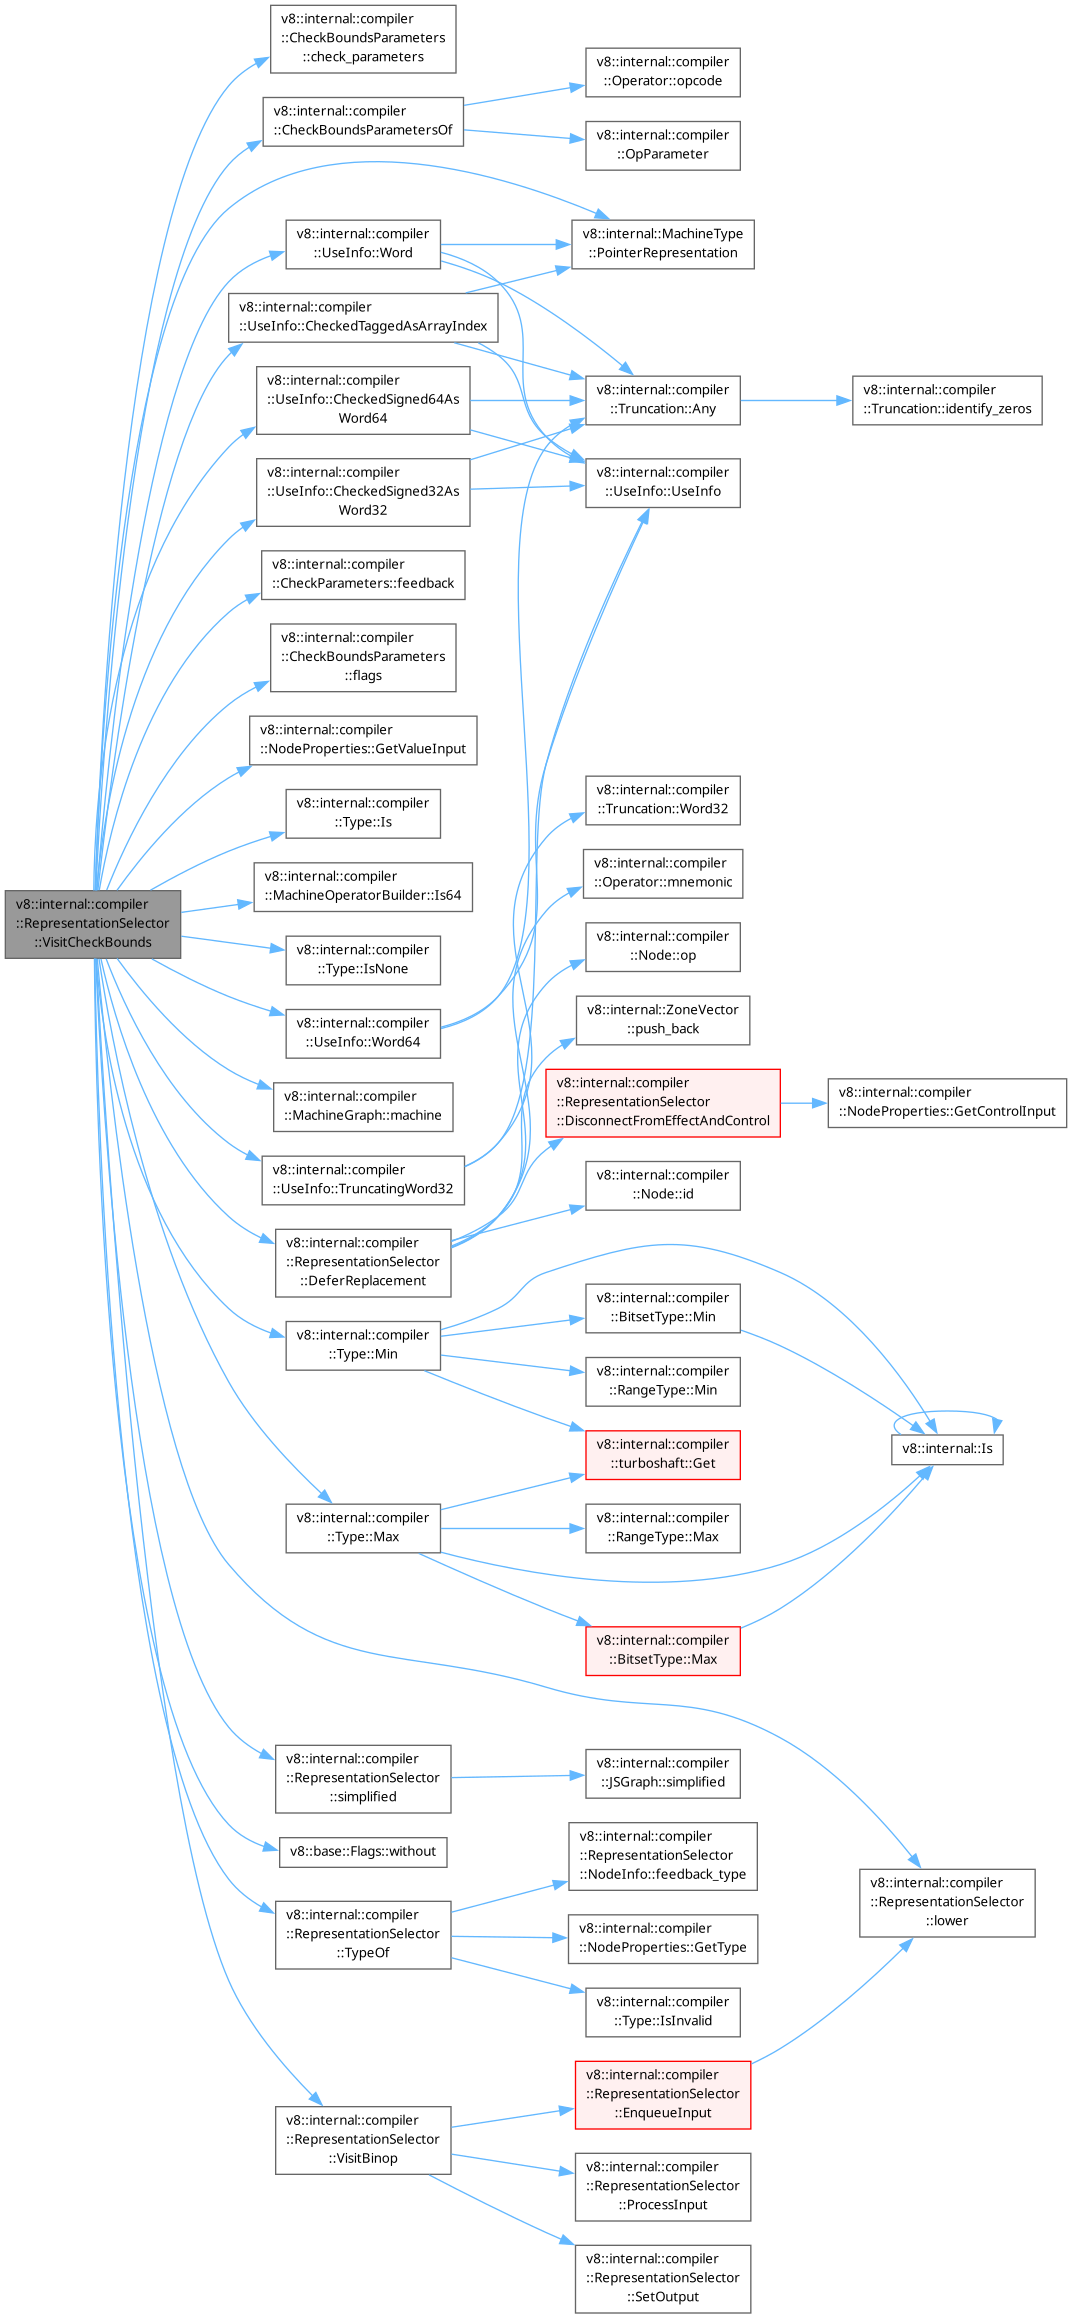 v8::internal::compiler
::CheckBoundsParameters
::check_parameters
v8::internal::compiler
::Operator::opcode
v8::internal::compiler
::CheckBoundsParametersOf
v8::internal::compiler
::OpParameter
v8::internal::compiler
::UseInfo::Word
v8::internal::MachineType
::PointerRepresentation
v8::internal::compiler
::UseInfo::CheckedTaggedAsArrayIndex
v8::internal::compiler
::UseInfo::CheckedSigned64As
Word64
v8::internal::compiler
::Truncation::Any
v8::internal::compiler
::Truncation::identify_zeros
v8::internal::compiler
::UseInfo::CheckedSigned32As
Word32
v8::internal::compiler
::UseInfo::UseInfo
v8::internal::compiler
::CheckParameters::feedback
v8::internal::compiler
::CheckBoundsParameters
::flags
v8::internal::compiler
::NodeProperties::GetValueInput
v8::internal::compiler
::Type::Is
v8::internal::compiler
::Truncation::Word32
v8::internal::compiler
::MachineOperatorBuilder::Is64
v8::internal::compiler
::Operator::mnemonic
v8::internal::compiler
::RepresentationSelector
::VisitCheckBounds
v8::internal::compiler
::Type::IsNone
v8::internal::compiler
::Node::op
v8::internal::compiler
::UseInfo::Word64
v8::internal::ZoneVector
::push_back
v8::internal::compiler
::MachineGraph::machine
v8::internal::compiler
::RepresentationSelector
::DisconnectFromEffectAndControl
v8::internal::compiler
::NodeProperties::GetControlInput
v8::internal::compiler
::UseInfo::TruncatingWord32
v8::internal::compiler
::Node::id
v8::internal::compiler
::RepresentationSelector
::DeferReplacement
v8::internal::compiler
::BitsetType::Min
v8::internal::compiler
::Type::Min
v8::internal::compiler
::RangeType::Min
v8::internal::compiler
::turboshaft::Get
v8::internal::Is
v8::internal::compiler
::Type::Max
v8::internal::compiler
::RangeType::Max
v8::internal::compiler
::BitsetType::Max
v8::internal::compiler
::RepresentationSelector
::simplified
v8::internal::compiler
::JSGraph::simplified
v8::base::Flags::without
v8::internal::compiler
::RepresentationSelector
::NodeInfo::feedback_type
v8::internal::compiler
::RepresentationSelector
::lower
v8::internal::compiler
::RepresentationSelector
::TypeOf
v8::internal::compiler
::NodeProperties::GetType
v8::internal::compiler
::Type::IsInvalid
v8::internal::compiler
::RepresentationSelector
::EnqueueInput
v8::internal::compiler
::RepresentationSelector
::VisitBinop
v8::internal::compiler
::RepresentationSelector
::ProcessInput
v8::internal::compiler
::RepresentationSelector
::SetOutput